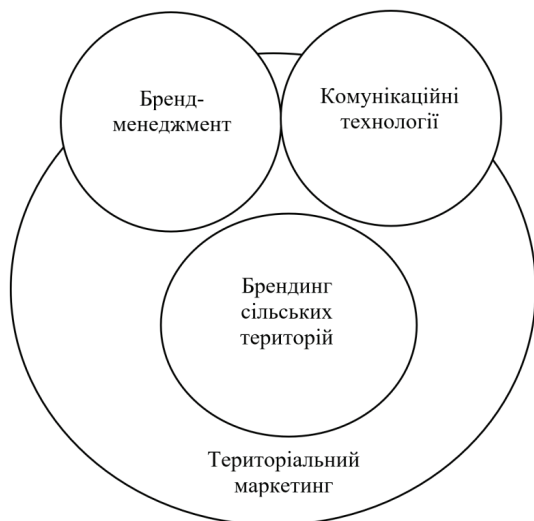 Бренд-
менеджмент
Комунікаційні
технології
Брендинг
сільських
територій
Територіальний
маркетинг